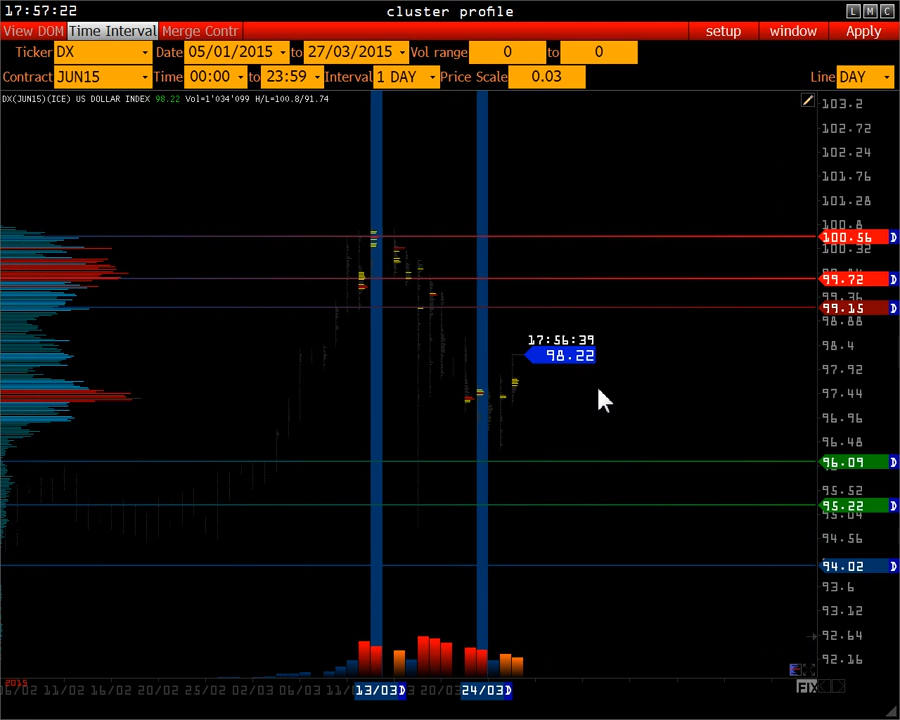 17:57:22
cluster profile
L M C
View DOM Time Interval Merge Contr
setup window Apply
Ticker DX Date 05/01/2015 to 27/03/2015 Vol range 0 to 0
Contract JUN15 Time 00:00 to 23:59 Interval 1 DAY Price Scale 0.03 Line DAY
DX(JUN15)(ICE) US DOLLAR INDEX 98.22 Vol=1'034'099 H/L=100.8/91.74
103.2
102.72
102.24
101.76
101.28
100.8
100.56 D
100.32
99.72 D
99.36
99.15 D
98.88
17:56:39
98.4
98.22
97.92
97.44
96.96
96.48
96.09 D
95.52
95.22 D
95.04
94.56
94.02 D
93.6
93.12
92.64
92.16
2015
6/02 11/02 16/02 20/02 25/02 02/03 06/03 13/03 D 20/03 24/03 D
FIX